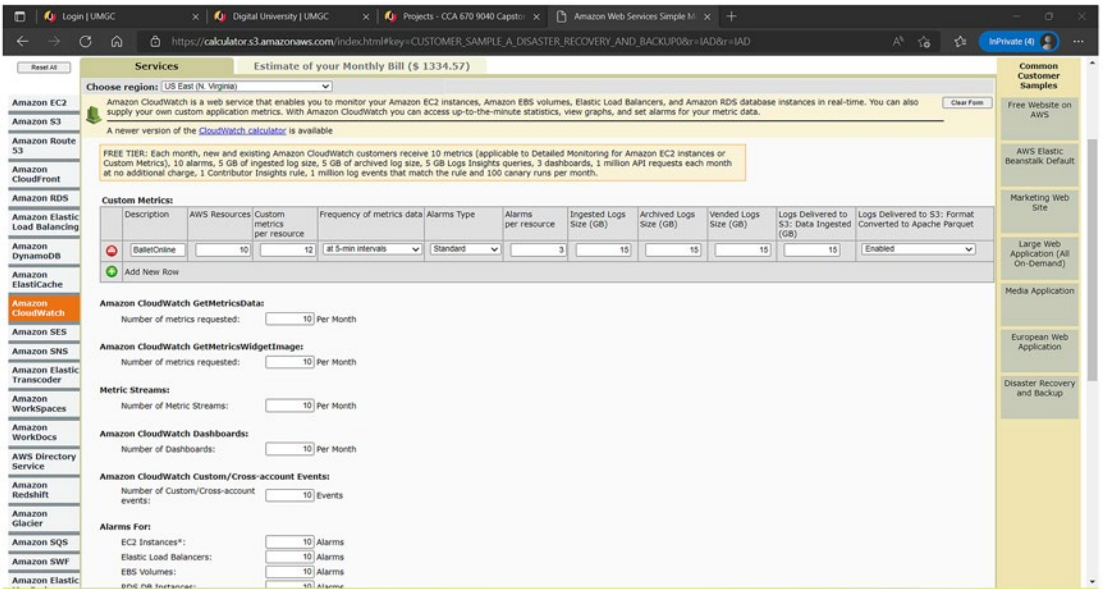 Login | UMGC
Digital University | UMGC
Projects - CCA 670 9040 Capstor
Amazon Web Services Simple M
https://calculator.s3.amazonaws.com/index.html#key=CUSTOMER_SAMPLE_A_DISASTER_RECOVERY_AND_BACKUP0&r=IAD&r=IAD
InPrivate (4)
Reset All
Services
Estimate of your Monthly Bill ($ 1334.57)
Choose region: US East (N. Virginia)
Amazon CloudWatch is a web service that enables you to monitor your Amazon EC2 instances, Amazon EBS volumes, Elastic Load Balancers, and Amazon RDS database instances in real-time. You can also
supply your own custom application metrics. With Amazon CloudWatch you can access up-to-the-minute statistics, view graphs, and set alarms for your metric data.
Clear Form
A newer version of the CloudWatch calculator is available
FREE TIER: Each month, new and existing Amazon CloudWatch customers receive 10 metrics (applicable to Detailed Monitoring for Amazon EC2 instances or
Custom Metrics), 10 alarms, 5 GB of ingested log size, 5 GB of archived log size, 5 GB Logs Insights queries, 3 dashboards, 1 million API requests each month
at no additional charge, 1 Contributor Insights rule, 1 million log events that match the rule and 100 canary runs per month.
Amazon EC2
Amazon S3
Amazon Route
53
Amazon
CloudFront
Amazon RDS
Amazon Elastic
Load Balancing
Amazon
DynamoDB
Amazon
ElastiCache
Amazon
CloudWatch
Amazon SES
Amazon SNS
Amazon Elastic
Transcoder
Amazon
WorkSpaces
Amazon
WorkDocs
AWS Directory
Service
Amazon
Redshift
Amazon
Glacier
Amazon SQS
Amazon SWF
Amazon Elastic
Custom Metrics:
Description
AWS Resources
Custom
metrics
per resource
Frequency of metrics data
Alarms Type
Alarms
per resource
Ingested Logs
Size (GB)
Archived Logs
Size (GB)
Vended Logs
Size (GB)
Logs Delivered to
S3: Data Ingested
(GB)
Logs Delivered to S3: Format
Converted to Apache Parquet
BalletOnline 10 12 at 5-min intervals Standard 3 15 15 15 15 Enabled
Add New Row
Amazon CloudWatch GetMetricsData:
Number of metrics requested: 10 Per Month
Amazon CloudWatch GetMetricsWidgetImage:
Number of metrics requested: 10 Per Month
Metric Streams:
Number of Metric Streams: 10 Per Month
Amazon CloudWatch Dashboards:
Number of Dashboards: 10 Per Month
Amazon CloudWatch Custom/Cross-account Events:
Number of Custom/Cross-account
events: 10 Events
Alarms For:
EC2 Instances*: 10 Alarms
Elastic Load Balancers: 10 Alarms
EBS Volumes: 10 Alarms
RDS DB Instances: 10 Alarms
Common
Customer
Samples
Free Website on
AWS
AWS Elastic
Beanstalk Default
Marketing Web
Site
Large Web
Application (All
On-Demand)
Media Application
European Web
Application
Disaster Recovery
and Backup